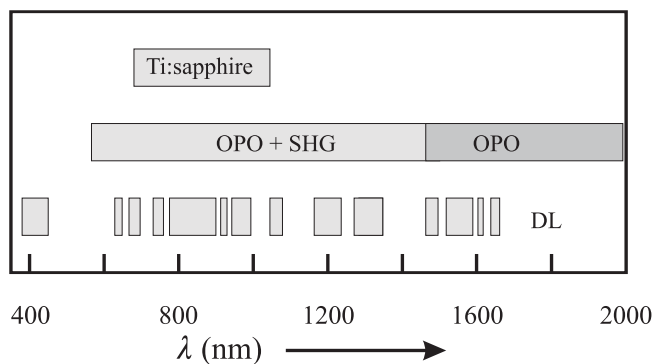 Ti:sapphire
OPO + SHG OPO
DL
400 800 1200 1600 2000
λ (nm)